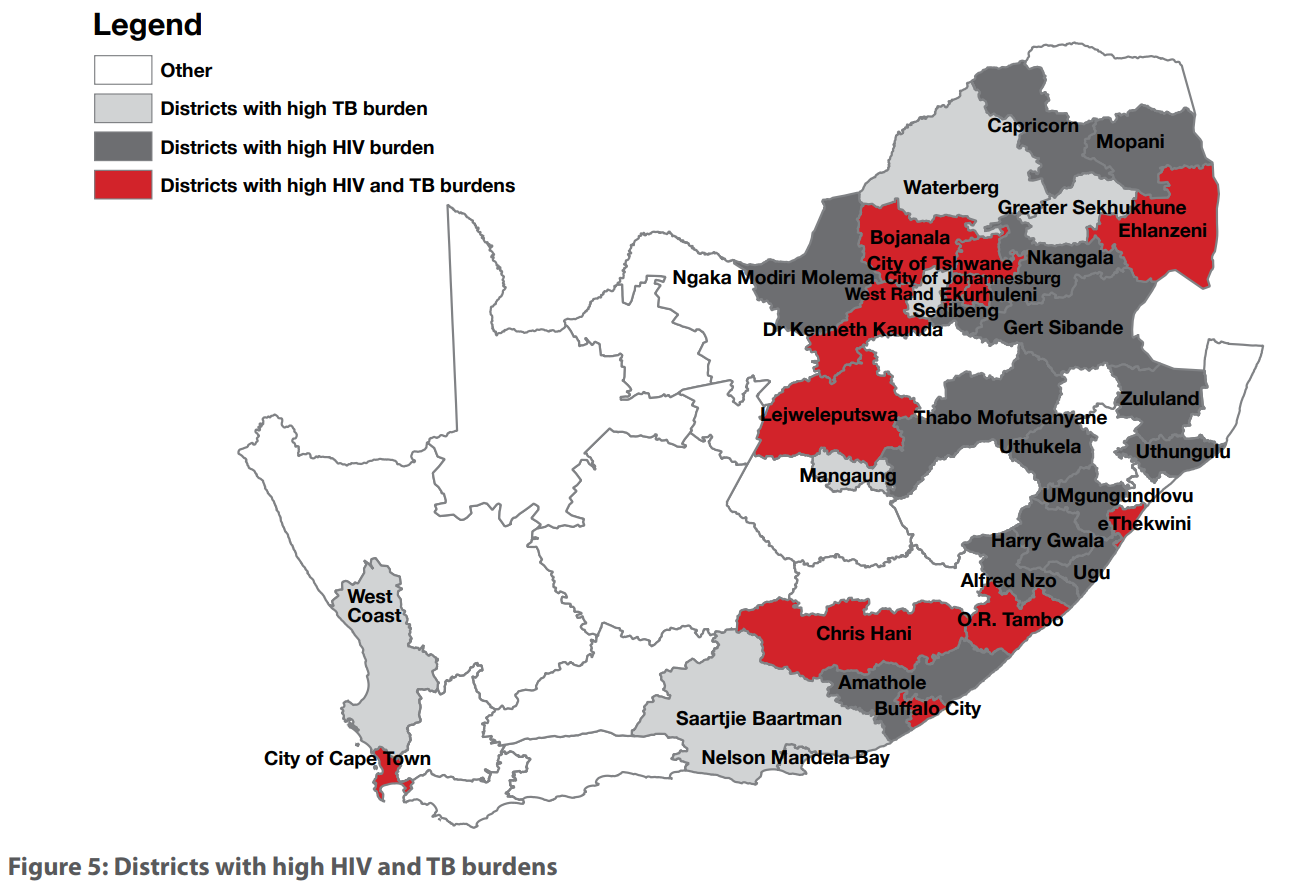 Legend
Other
Districts with high TB burden
Districts with high HIV burden
Districts with high HIV and TB burdens
Capricorn
Mopani
Waterberg
Greater Sekhukhune
Ehlanzeni
Bojanala
Nkangala
City of Tshwane
Ngaka Modiri Molema
City of Johannesburg
West Rand
Ekurhuleni
Sedibeng
Dr Kenneth Kaunda
Gert Sibande
Zululand
Lejweleputswa
Thabo Mofutsanyane
Uthukela
Uthungulu
Mangaung
UMgungundlovu
eThekwini
Harry Gwala
Ugu
Alfred Nzo
West
Coast
O.R. Tambo
Chris Hani
Amathole
Buffalo City
Saartjie Baartman
Nelson Mandela Bay
City of Cape Town
Figure 5: Districts with high HIV and TB burdens